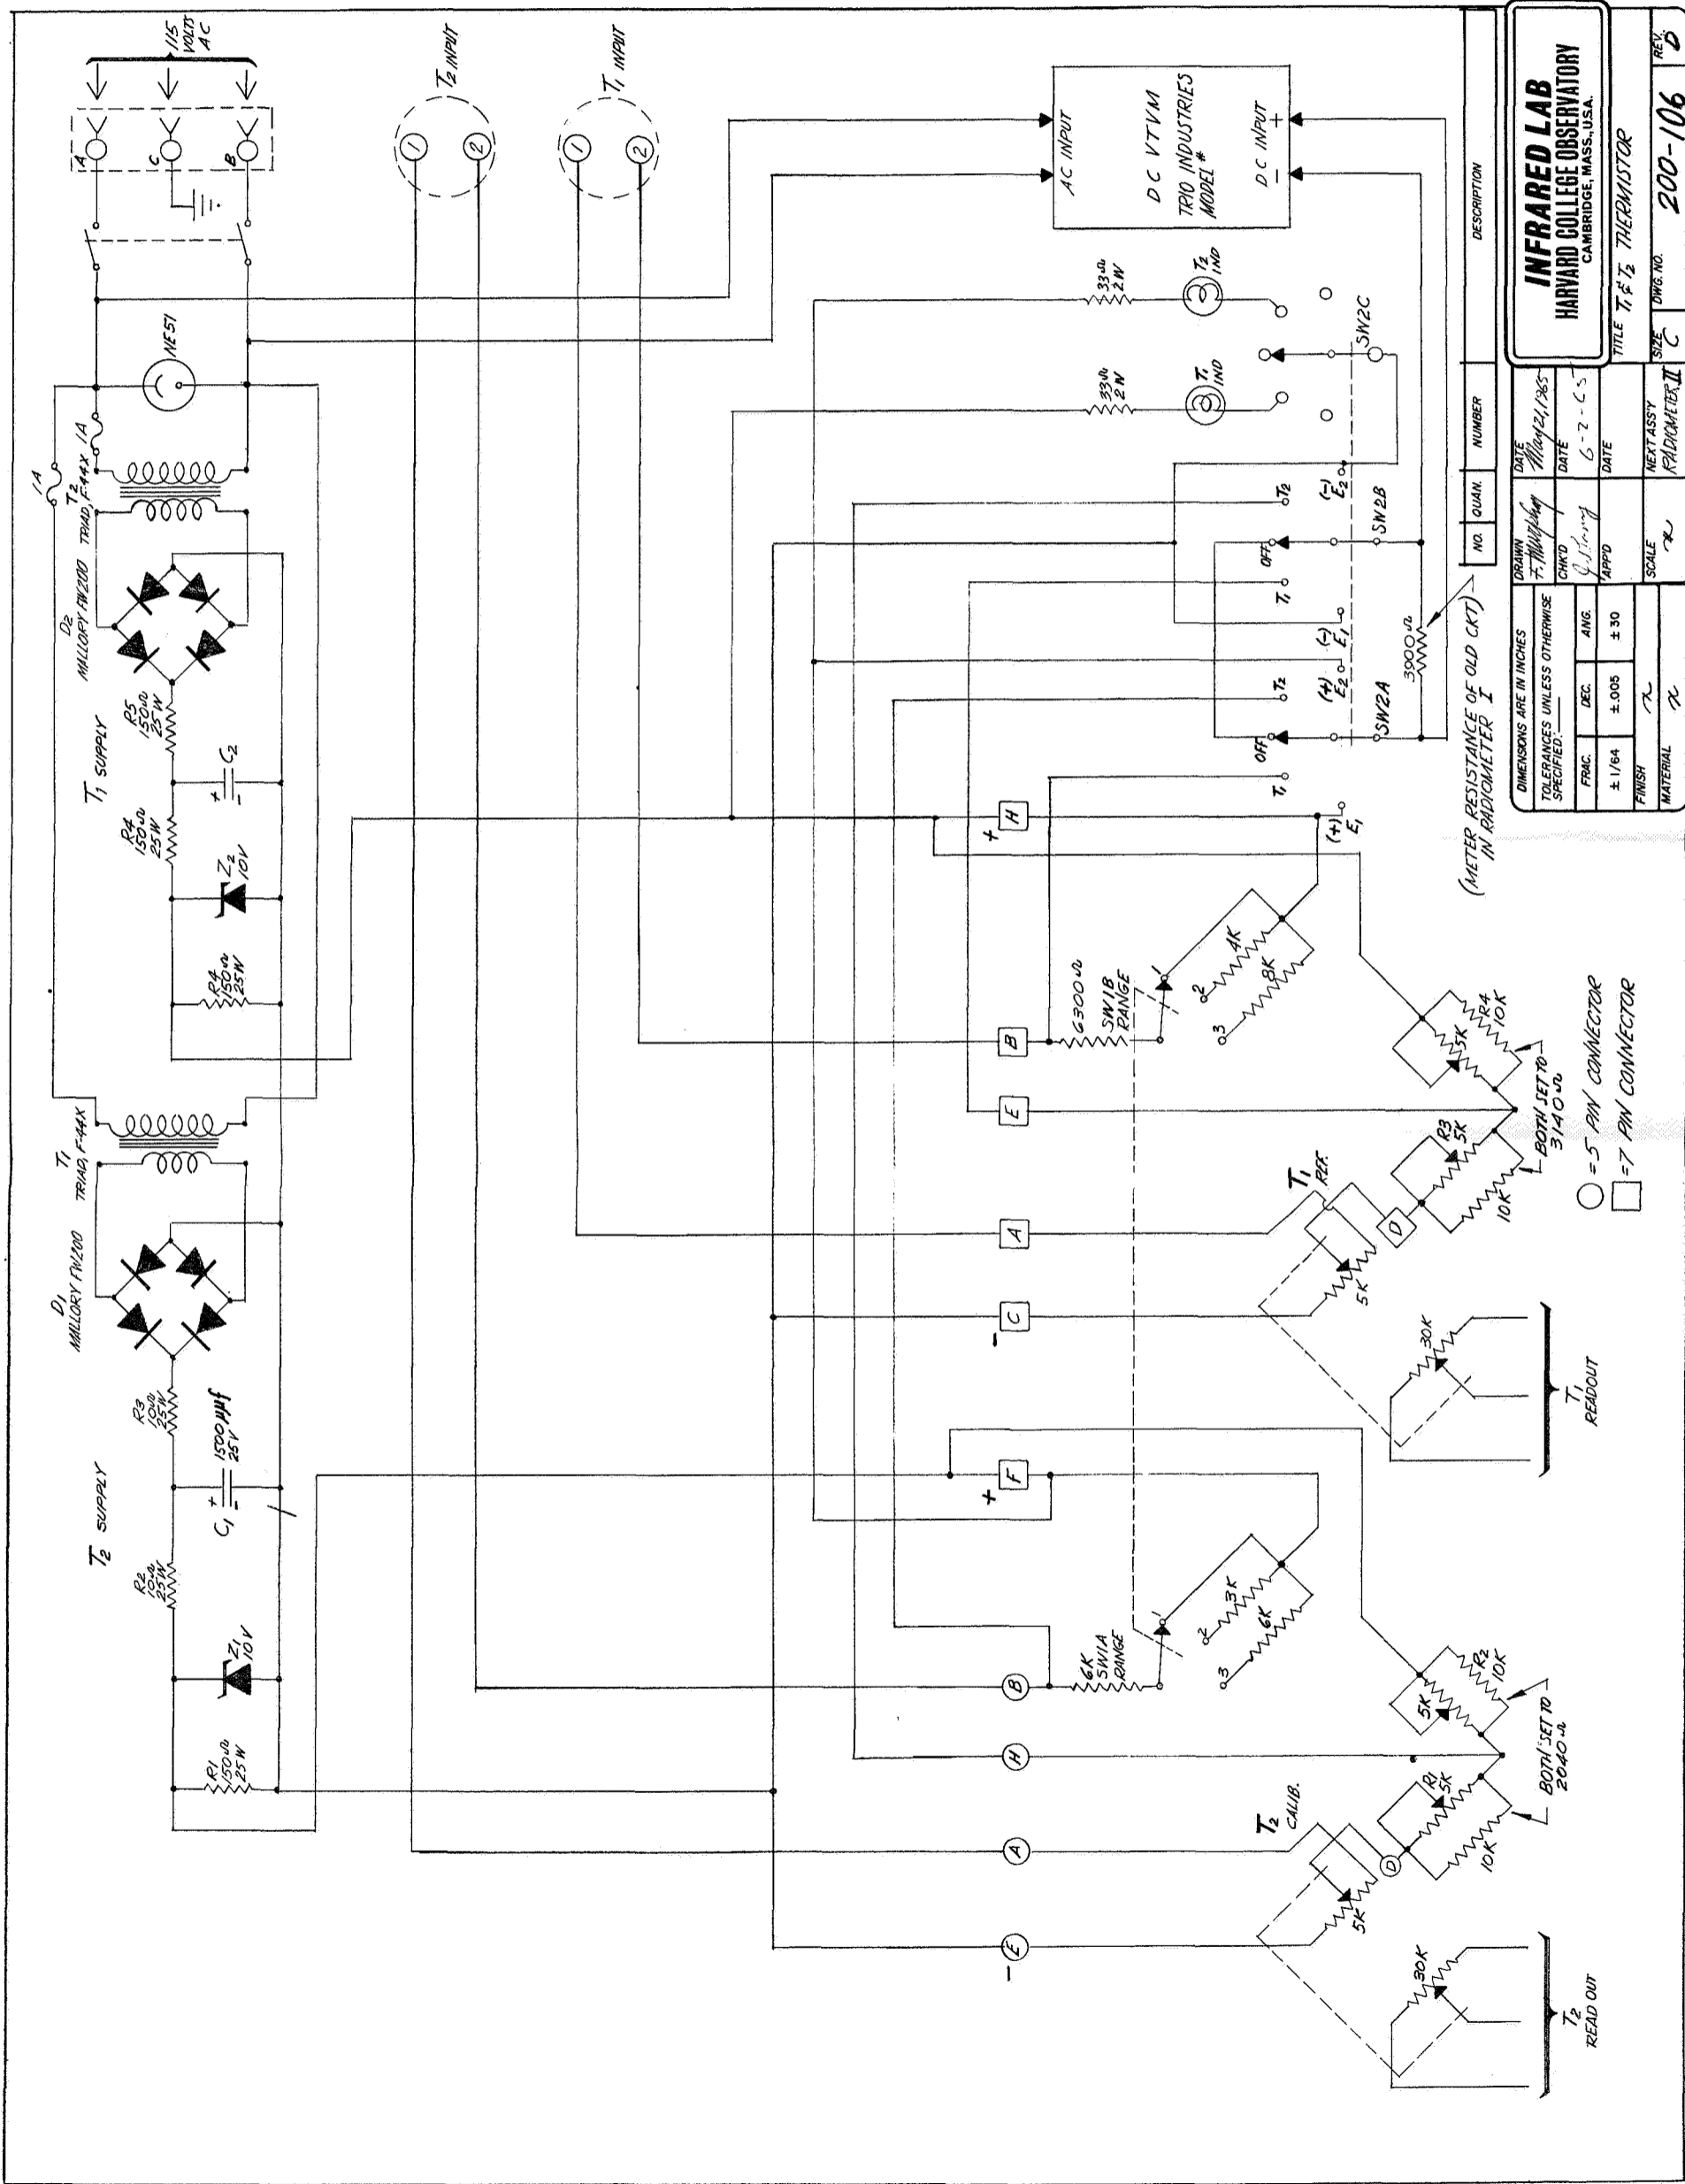 115
VOLTS
AC
A
C
B
1A
1A
NE51
T2
TRIAD, F-44X
D2
MALLORY FW200
T1 SUPPLY
R5
150Ω
25W
+
-
C2
R4
150Ω
25W
Z2
10V
R4
150Ω
25W
T1
TRIAD, F-44X
D1
MALLORY FW200
T2 SUPPLY
R3
10Ω
25W
C1
+
-
1500μμf
25V
R2
10Ω
25W
Z1
10V
R1
150Ω
25W
T2 INPUT
1
2
T1 INPUT
1
2
AC INPUT
DC VTVM
TRIO INDUSTRIES
MODEL #
DC INPUT
- +
33Ω
2W
T2
IND
33Ω
2W
T1
IND
SW2C
T2
(-)
E2
OFF
SW2B
T1
(-)
E1
T2
(+)
E2
OFF
SW2A
T1
(+)
E1
3900Ω
(METER RESISTANCE OF OLD CKT)
IN RADIOMETER I
+
H
B
E
A
C
-
+
F
B
H
A
E
-
6300Ω
SW1B
RANGE
1
2
3
4K
8K
5K
R4
10K
R3
5K
10K
BOTH SET TO
3140Ω
T1
REF.
D
5K
30K
T1
READOUT
6K
SW1A
RANGE
1
2
3
3K
6K
5K
R2
10K
R1
5K
10K
BOTH SET TO
2040Ω
T2
CALIB.
D
5K
30K
T2
READ OUT
○ = 5 PIN CONNECTOR
□ = 7 PIN CONNECTOR
NO. QUAN. NUMBER DESCRIPTION
DIMENSIONS ARE IN INCHES
TOLERANCES UNLESS OTHERWISE
SPECIFIED:
FRAC. DEC. ANG.
± 1/64 ±.005 ± 30
FINISH
MATERIAL
DRAWN
DATE
May 21, 1965
CHK'D
DATE
6-2-65
APP'D
DATE
SCALE
NEXT ASS'Y
RADIOMETER II
INFRARED LAB
HARVARD COLLEGE OBSERVATORY
CAMBRIDGE, MASS., U.S.A.
TITLE T1 & T2 THERMISTOR
SIZE
C
DWG. NO.
200-106
REV.
D